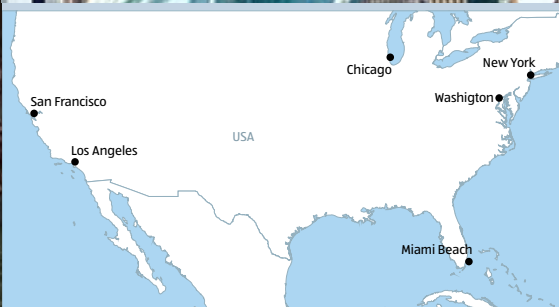 New York
Chicago
Washigton
San Francisco
USA
Los Angeles
Miami Beach